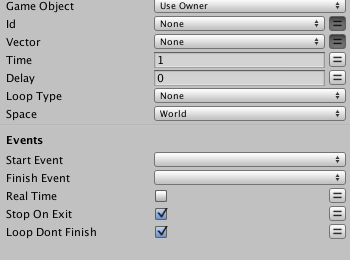 Game Object Use Owner
Id None
Vector None
Time 1
Delay 0
Loop Type None
Space World
Events
Start Event
Finish Event
Real Time
Stop On Exit
Loop Dont Finish